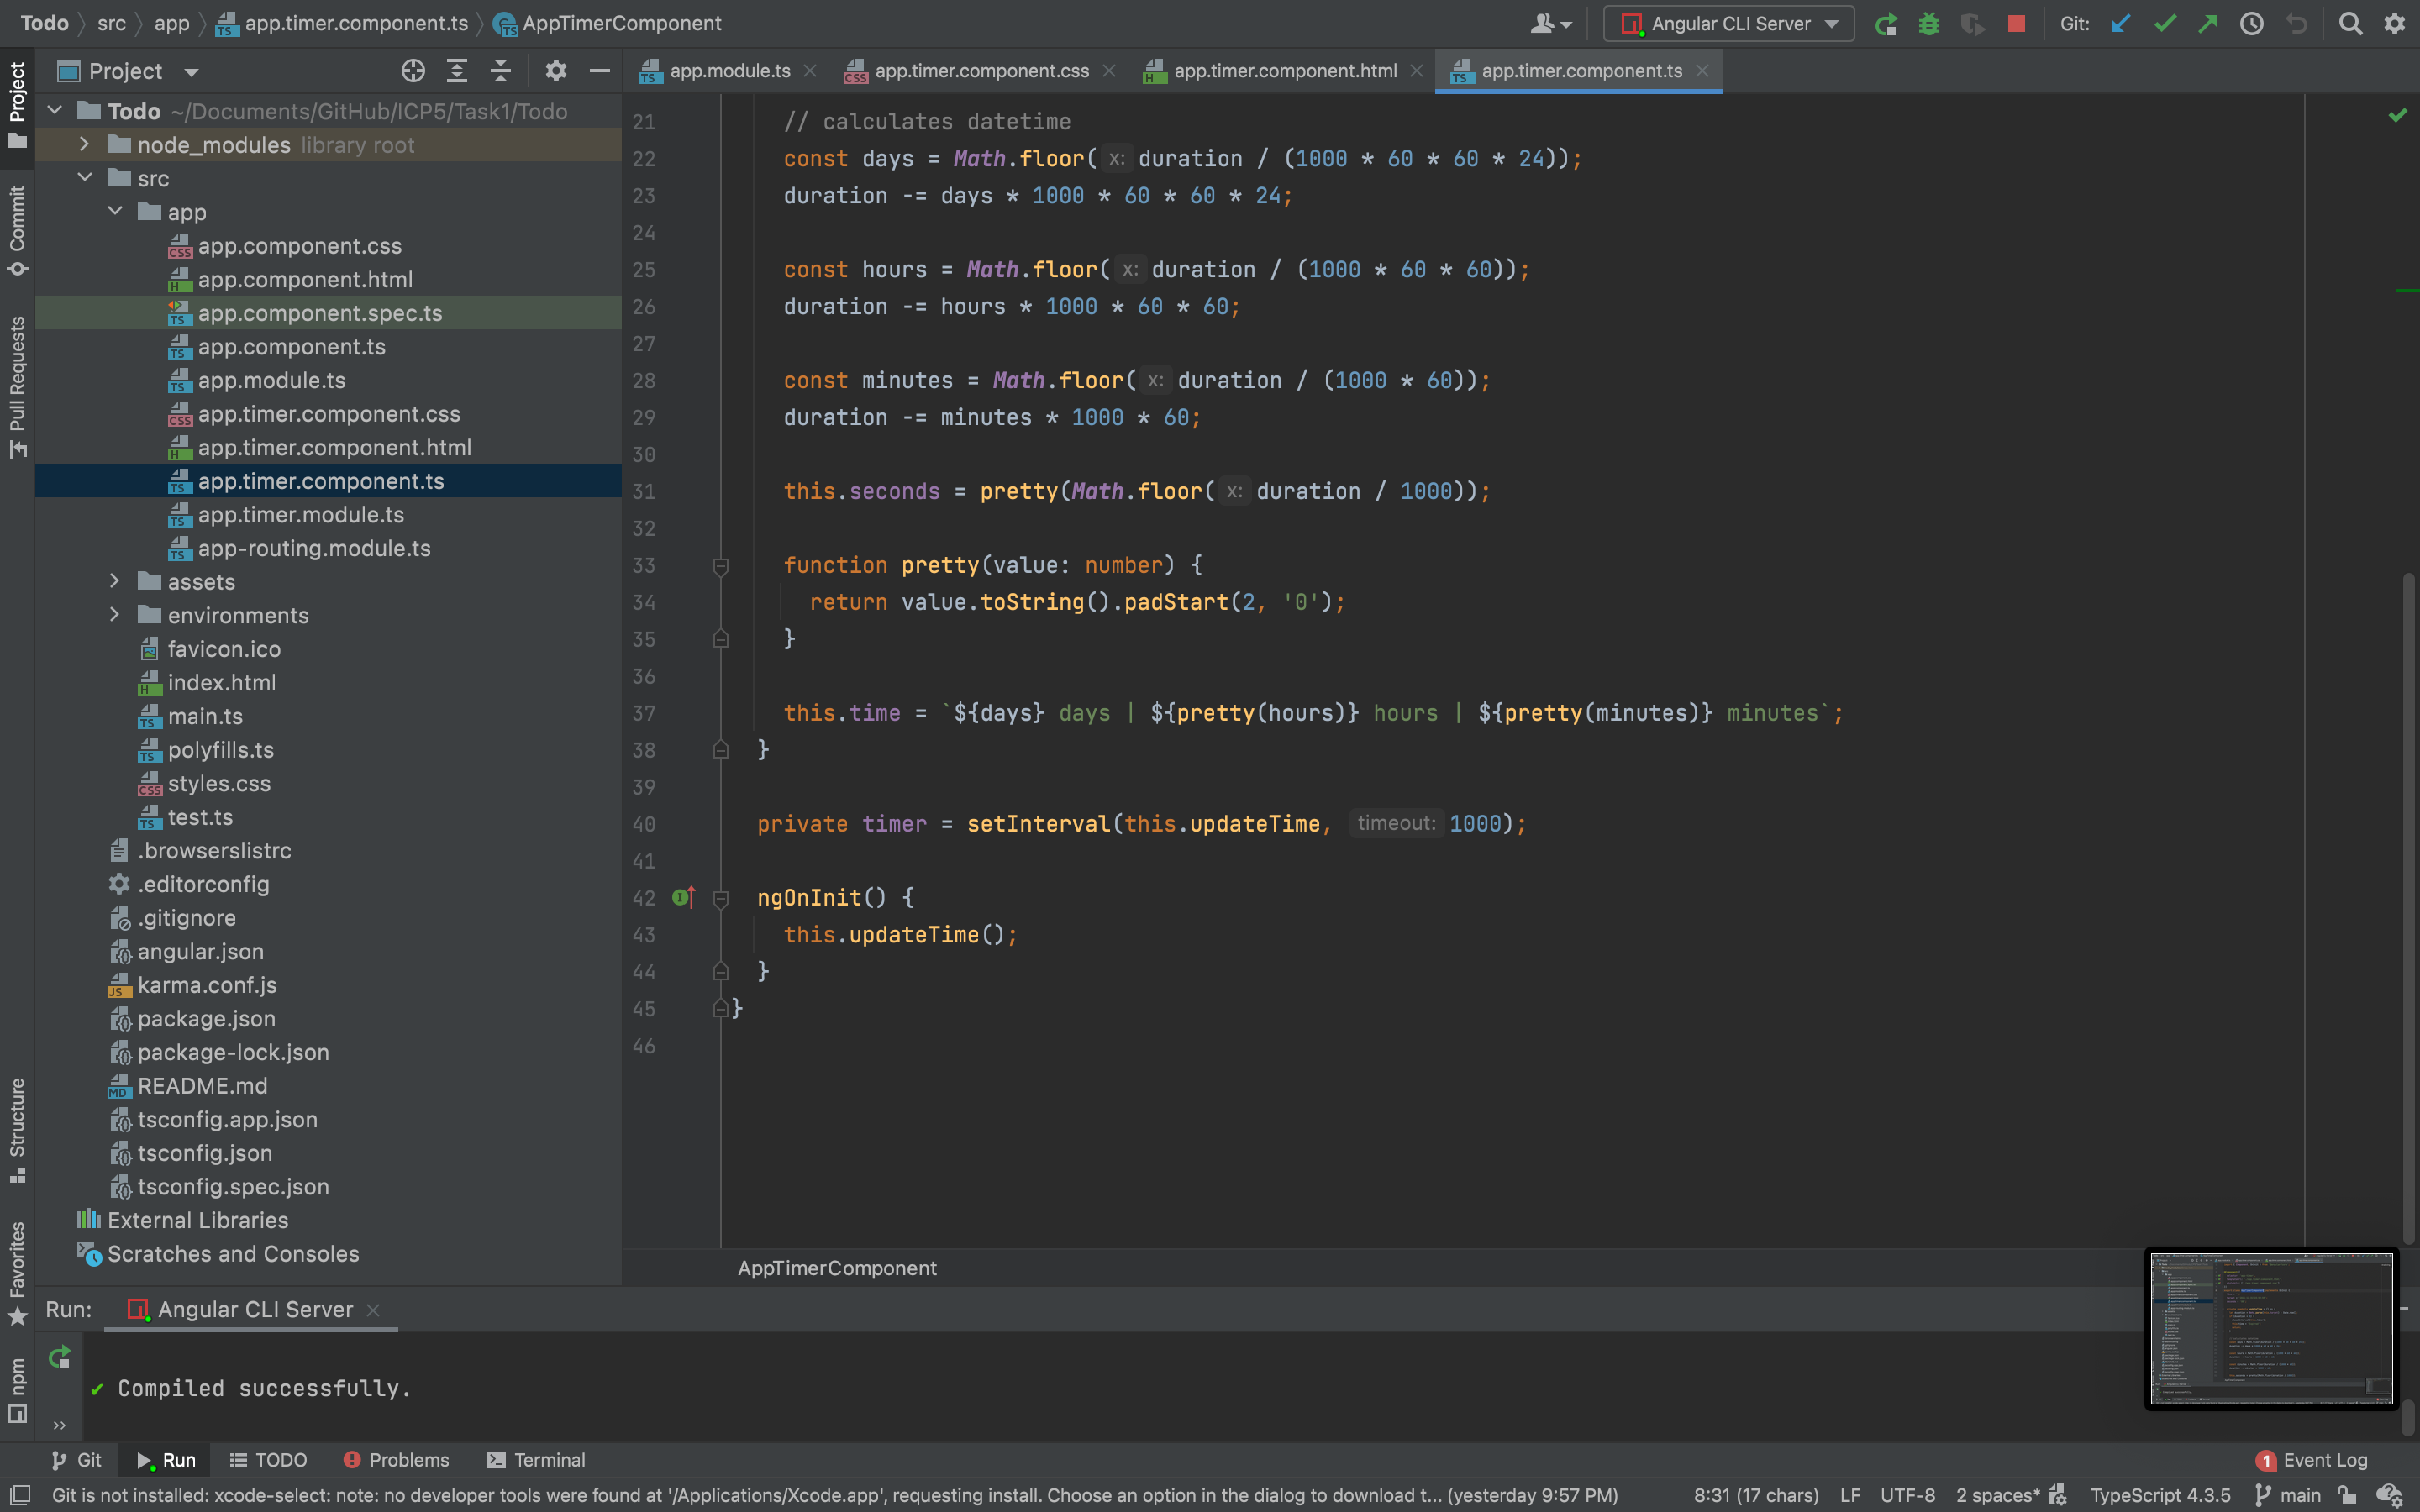 Todo src app app.timer.component.ts AppTimerComponent Angular CLI Server Git:
Project
app.module.ts app.timer.component.css app.timer.component.html app.timer.component.ts
Project
Commit
Pull Requests
Structure
Favorites
npm
Todo ~/Documents/GitHub/ICP5/Task1/Todo
node_modules library root
src
app
app.component.css
app.component.html
app.component.spec.ts
app.component.ts
app.module.ts
app.timer.component.css
app.timer.component.html
app.timer.component.ts
app.timer.module.ts
app-routing.module.ts
assets
environments
favicon.ico
index.html
main.ts
polyfills.ts
styles.css
test.ts
.browserslistrc
.editorconfig
.gitignore
angular.json
karma.conf.js
package.json
package-lock.json
README.md
tsconfig.app.json
tsconfig.json
tsconfig.spec.json
External Libraries
Scratches and Consoles
21 // calculates datetime
22 const days = Math.floor( x: duration / (1000 * 60 * 60 * 24));
23 duration -= days * 1000 * 60 * 60 * 24;
24
25 const hours = Math.floor( x: duration / (1000 * 60 * 60));
26 duration -= hours * 1000 * 60 * 60;
27
28 const minutes = Math.floor( x: duration / (1000 * 60));
29 duration -= minutes * 1000 * 60;
30
31 this.seconds = pretty(Math.floor( x: duration / 1000));
32
33 function pretty(value: number) {
34 return value.toString().padStart(2, '0');
35 }
36
37 this.time = `${days} days | ${pretty(hours)} hours | ${pretty(minutes)} minutes`;
38 }
39
40 private timer = setInterval(this.updateTime, timeout: 1000);
41
42 ngOnInit() {
43 this.updateTime();
44 }
45 }
46
AppTimerComponent
Run: Angular CLI Server
✔ Compiled successfully.
Git Run TODO Problems Terminal 1 Event Log
Git is not installed: xcode-select: note: no developer tools were found at '/Applications/Xcode.app', requesting install. Choose an option in the dialog to download t... (yesterday 9:57 PM) 8:31 (17 chars) LF UTF-8 2 spaces* TypeScript 4.3.5 main